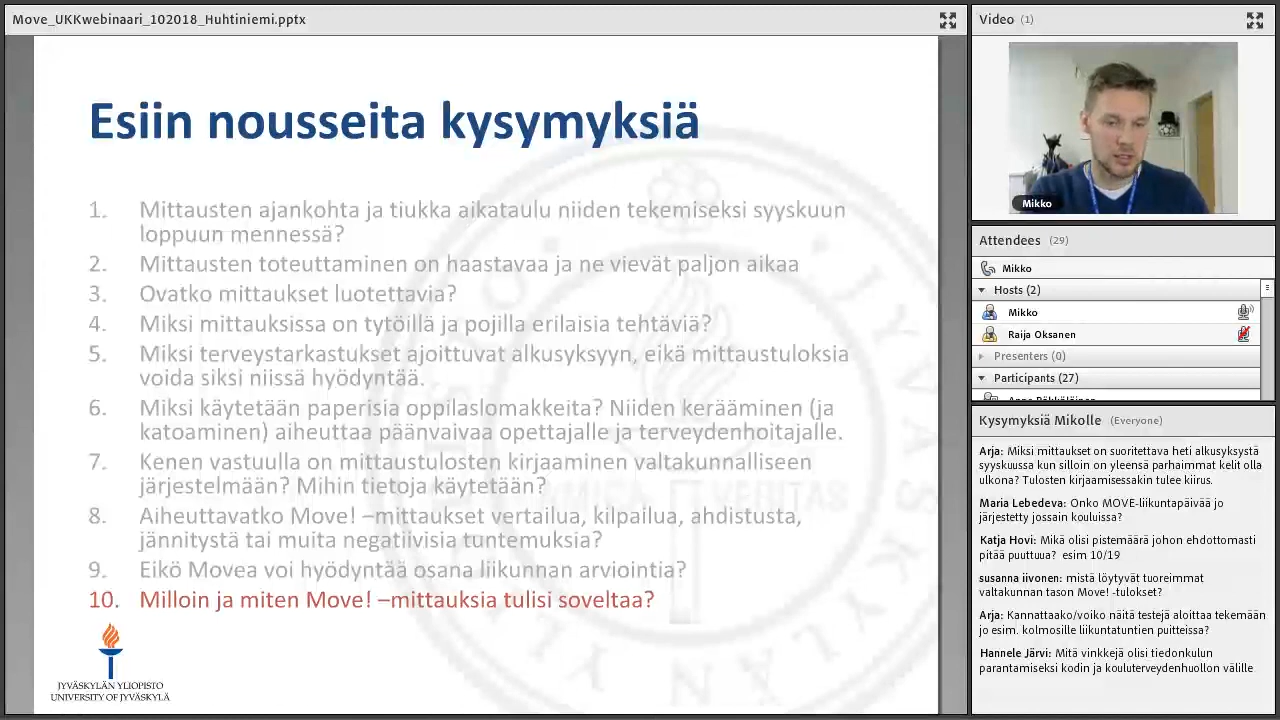 Move_UKKwebinaari_102018_Huhtiniemi.pptx
Esiin nousseita kysymyksiä
1. Mittausten ajankohta ja tiukka aikataulu niiden tekemiseksi syyskuun
loppuun mennessä?
2. Mittausten toteuttaminen on haastavaa ja ne vievät paljon aikaa
3. Ovatko mittaukset luotettavia?
4. Miksi mittauksissa on tytöillä ja pojilla erilaisia tehtäviä?
5. Miksi terveystarkastukset ajoittuvat alkusyksyyn, eikä mittaustuloksia
voida siksi niissä hyödyntää.
6. Miksi käytetään paperisia oppilaslomakkeita? Niiden kerääminen (ja
katoaminen) aiheuttaa päänvaivaa opettajalle ja terveydenhoitajalle.
7. Kenen vastuulla on mittaustulosten kirjaaminen valtakunnalliseen
järjestelmään? Mihin tietoja käytetään?
8. Aiheuttavatko Move! –mittaukset vertailua, kilpailua, ahdistusta,
jännitystä tai muita negatiivisia tuntemuksia?
9. Eikö Movea voi hyödyntää osana liikunnan arviointia?
10. Milloin ja miten Move! –mittauksia tulisi soveltaa?
JYVÄSKYLÄN YLIOPISTO
UNIVERSITY OF JYVÄSKYLÄ
Video (1)
Mikko
Attendees (29)
Mikko
Hosts (2)
Mikko
Raija Oksanen
Presenters (0)
Participants (27)
Kysymyksiä Mikolle (Everyone)
Arja: Miksi mittaukset on suoritettava heti alkusyksystä
syyskuussa kun silloin on yleensä parhaimmat kelit olla
ulkona? Tulosten kirjaamisessakin tulee kiirus.
Maria Lebedeva: Onko MOVE-liikuntapäivää jo
järjestetty jossain kouluissa?
Katja Hovi: Mikä olisi pistemäärä johon ehdottomasti
pitää puuttuua? esim 10/19
susanna iivonen: mistä löytyvät tuoreimmat
valtakunnan tason Move! -tulokset?
Arja: Kannattaako/voiko näitä testejä aloittaa tekemään
jo esim. kolmosille liikuntatuntien puitteissa?
Hannele Järvi: Mitä vinkkejä olisi tiedonkulun
parantamiseksi kodin ja kouluterveydenhuollon välille